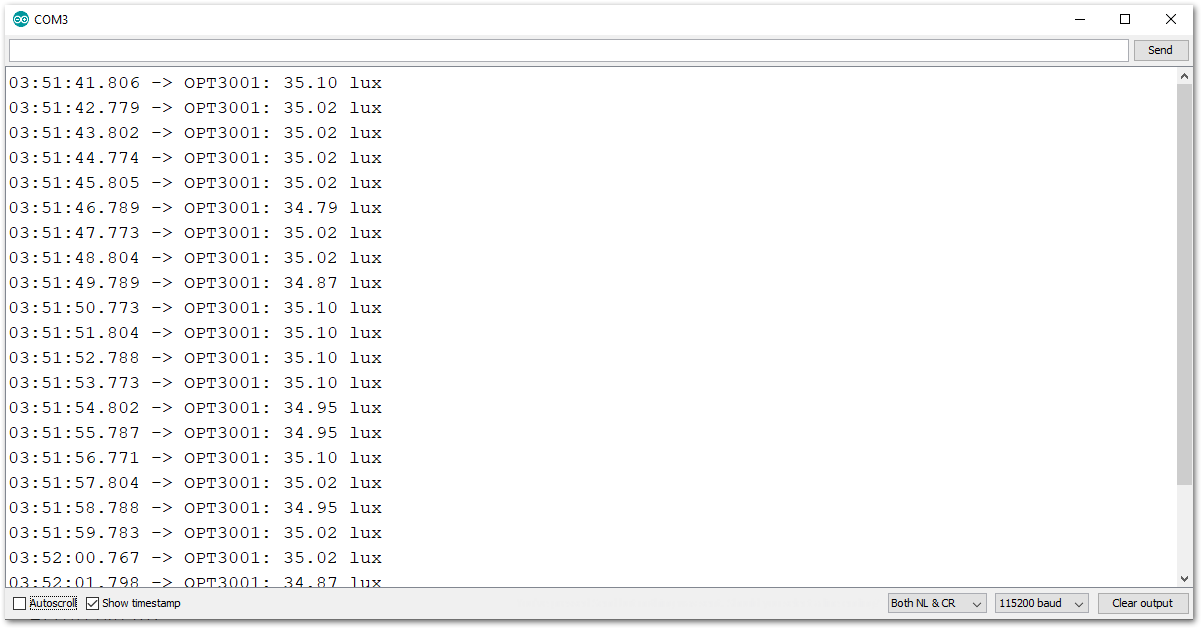 COM3
Send
03:51:41.806 -> OPT3001: 35.10 lux
03:51:42.779 -> OPT3001: 35.02 lux
03:51:43.802 -> OPT3001: 35.02 lux
03:51:44.774 -> OPT3001: 35.02 lux
03:51:45.805 -> OPT3001: 35.02 lux
03:51:46.789 -> OPT3001: 34.79 lux
03:51:47.773 -> OPT3001: 35.02 lux
03:51:48.804 -> OPT3001: 35.02 lux
03:51:49.789 -> OPT3001: 34.87 lux
03:51:50.773 -> OPT3001: 35.10 lux
03:51:51.804 -> OPT3001: 35.10 lux
03:51:52.788 -> OPT3001: 35.10 lux
03:51:53.773 -> OPT3001: 35.10 lux
03:51:54.802 -> OPT3001: 34.95 lux
03:51:55.787 -> OPT3001: 34.95 lux
03:51:56.771 -> OPT3001: 35.10 lux
03:51:57.804 -> OPT3001: 35.02 lux
03:51:58.788 -> OPT3001: 34.95 lux
03:51:59.783 -> OPT3001: 35.02 lux
03:52:00.767 -> OPT3001: 35.02 lux
03:52:01.798 -> OPT3001: 34.87 lux
Autoscroll Show timestamp Both NL & CR 115200 baud Clear output